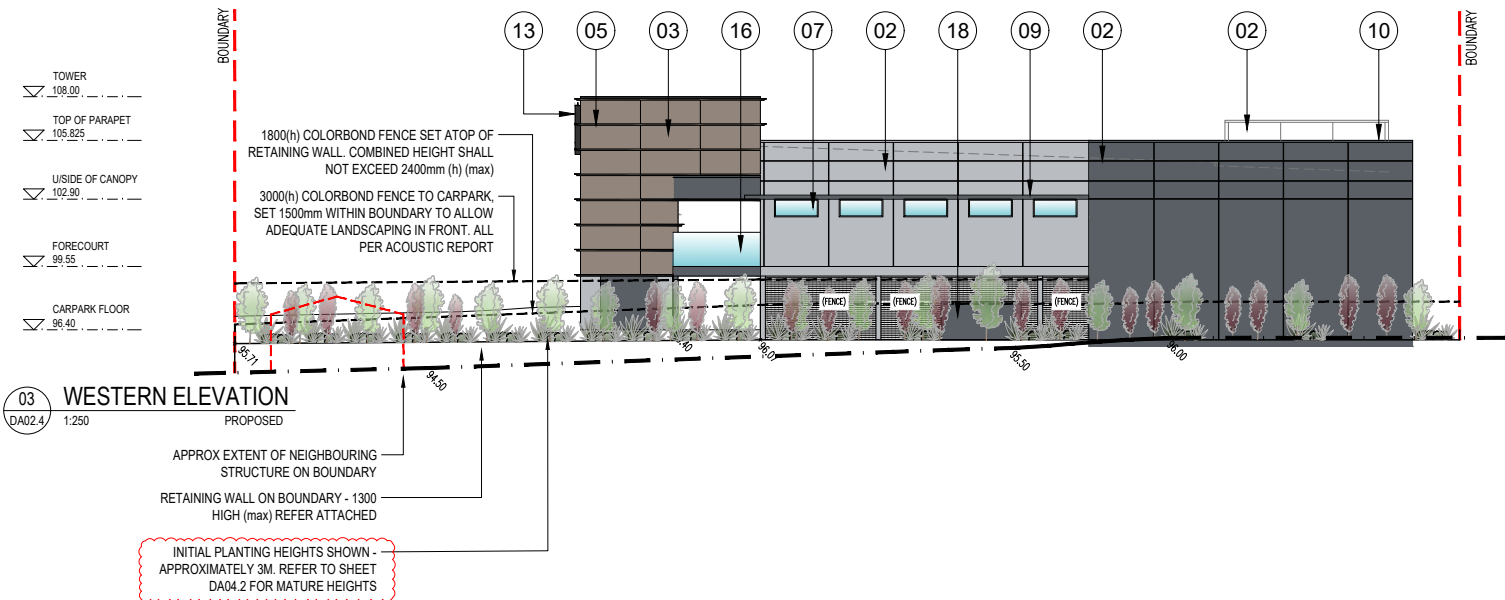 BOUNDARY
13
05
03
16
07
02
18
09
02
02
10
BOUNDARY
TOWER
108.00
TOP OF PARAPET
105.825
U/SIDE OF CANOPY
102.90
FORECOURT
99.55
CARPARK FLOOR
96.40
1800(h) COLORBOND FENCE SET ATOP OF
RETAINING WALL. COMBINED HEIGHT SHALL
NOT EXCEED 2400mm (h) (max)
3000(h) COLORBOND FENCE TO CARPARK,
SET 1500mm WITHIN BOUNDARY TO ALLOW
ADEQUATE LANDSCAPING IN FRONT. ALL
PER ACOUSTIC REPORT
(FENCE)
(FENCE)
(FENCE)
95.71
94.50
96.01
95.50
96.00
03
DA02.4
WESTERN ELEVATION
1:250
PROPOSED
APPROX EXTENT OF NEIGHBOURING
STRUCTURE ON BOUNDARY
RETAINING WALL ON BOUNDARY - 1300
HIGH (max) REFER ATTACHED
INITIAL PLANTING HEIGHTS SHOWN -
APPROXIMATELY 3M. REFER TO SHEET
DA04.2 FOR MATURE HEIGHTS